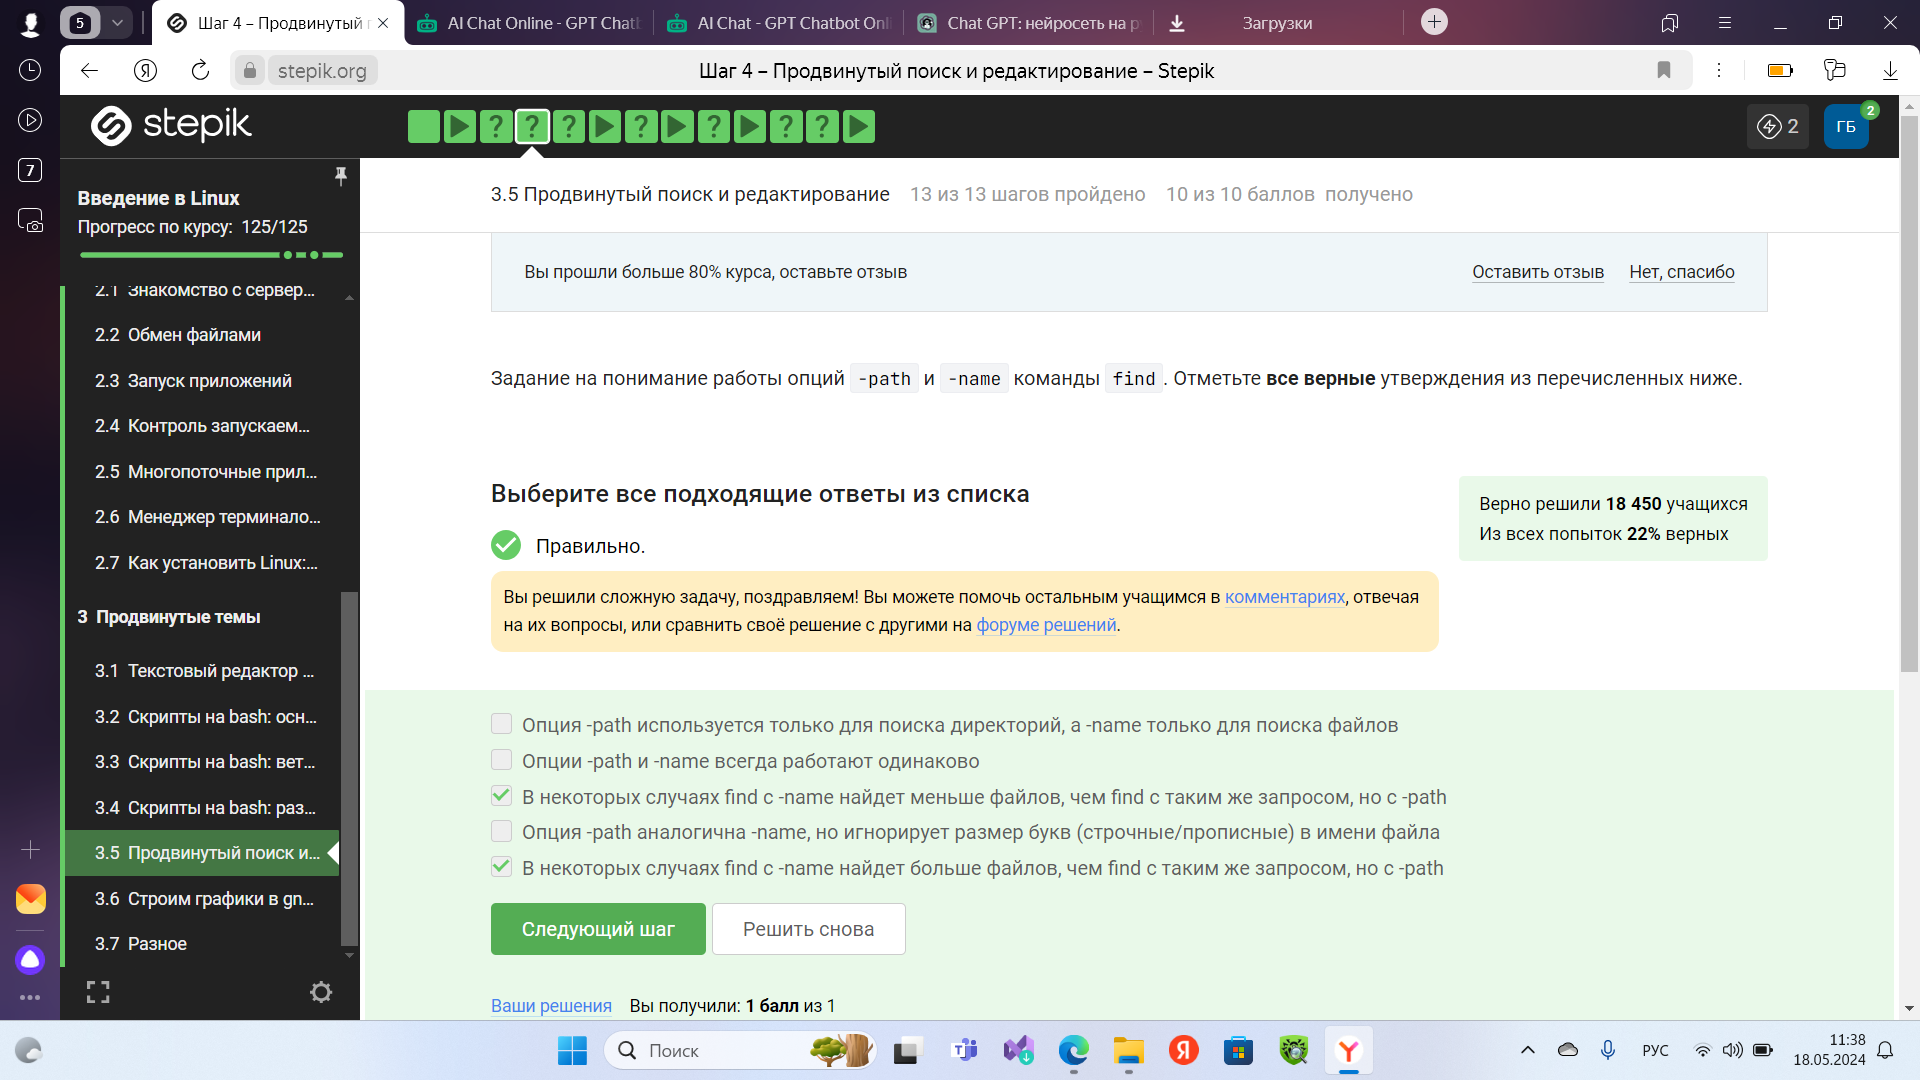 5
Шаг 4 – Продвинутый
AI Chat Online - GPT Chatb
AI Chat - GPT Chatbot Onl
Chat GPT: нейросеть на р
Загрузки
stepik.org
Шаг 4 – Продвинутый поиск и редактирование – Stepik
7
stepik
2
ГБ
2
Введение в Linux
Прогресс по курсу: 125/125
2.1 Знакомство с сервер...
2.2 Обмен файлами
2.3 Запуск приложений
2.4 Контроль запускаем...
2.5 Многопоточные прил...
2.6 Менеджер терминало...
2.7 Как установить Linux:...
3 Продвинутые темы
3.1 Текстовый редактор ...
3.2 Скрипты на bash: осн...
3.3 Скрипты на bash: вет...
3.4 Скрипты на bash: раз...
3.5 Продвинутый поиск и...
3.6 Строим графики в gn...
3.7 Разное
3.5 Продвинутый поиск и редактирование 13 из 13 шагов пройдено 10 из 10 баллов получено
Вы прошли больше 80% курса, оставьте отзыв
Оставить отзыв
Нет, спасибо
Задание на понимание работы опций -path и -name команды find. Отметьте все верные утверждения из перечисленных ниже.
Выберите все подходящие ответы из списка
Верно решили 18 450 учащихся
Из всех попыток 22% верных
Правильно.
Вы решили сложную задачу, поздравляем! Вы можете помочь остальным учащимся в комментариях, отвечая
на их вопросы, или сравнить своё решение с другими на форуме решений.
Опция -path используется только для поиска директорий, а -name только для поиска файлов
Опции -path и -name всегда работают одинаково
В некоторых случаях find с -name найдет меньше файлов, чем find с таким же запросом, но с -path
Опция -path аналогична -name, но игнорирует размер букв (строчные/прописные) в имени файла
В некоторых случаях find с -name найдет больше файлов, чем find с таким же запросом, но с -path
Следующий шаг
Решить снова
Ваши решения Вы получили: 1 балл из 1
Поиск
РУС
11:38
18.05.2024